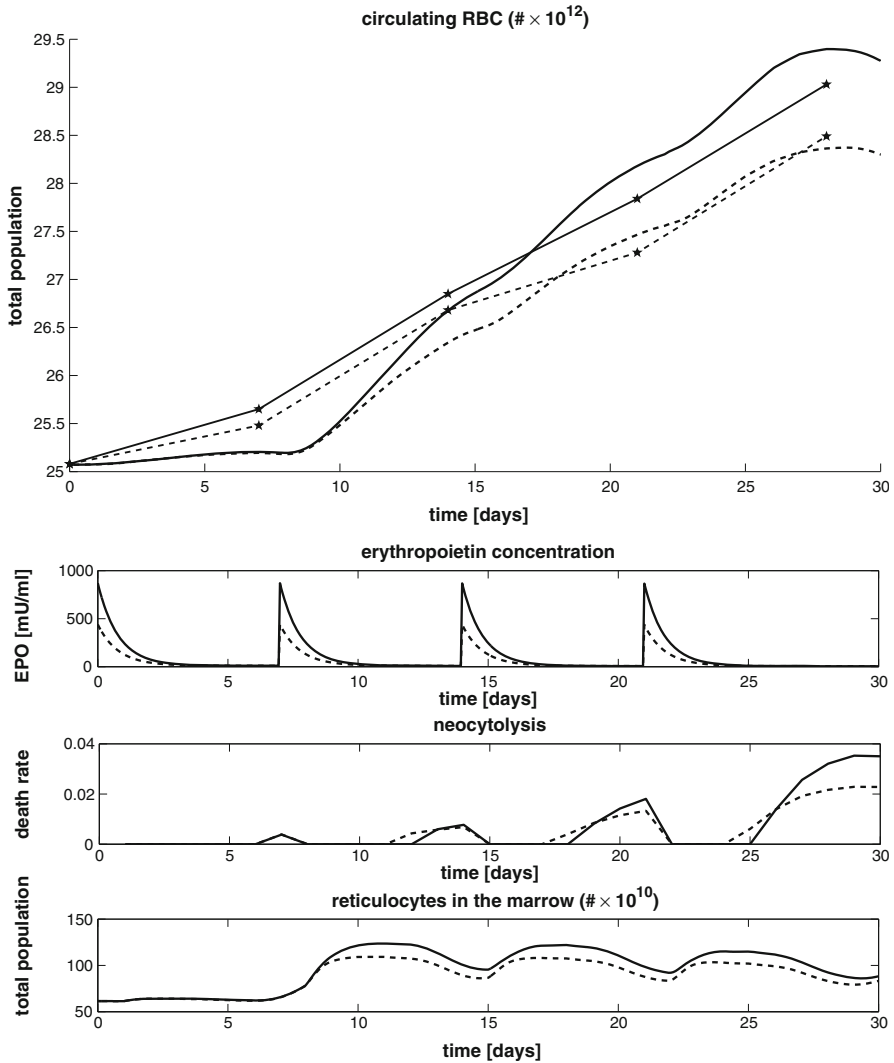 circulating RBC (# × 10^12)
29.5
29
28.5
28
27.5
27
26.5
26
25.5
25
total population
0 5 10 15 20 25 30
time [days]
erythropoietin concentration
1000
500
0
EPO [mU/ml]
0 5 10 15 20 25 30
time [days]
neocytolysis
0.04
0.02
0
death rate
0 5 10 15 20 25 30
time [days]
reticulocytes in the marrow (# × 10^10)
150
100
50
total population
0 5 10 15 20 25 30
time [days]